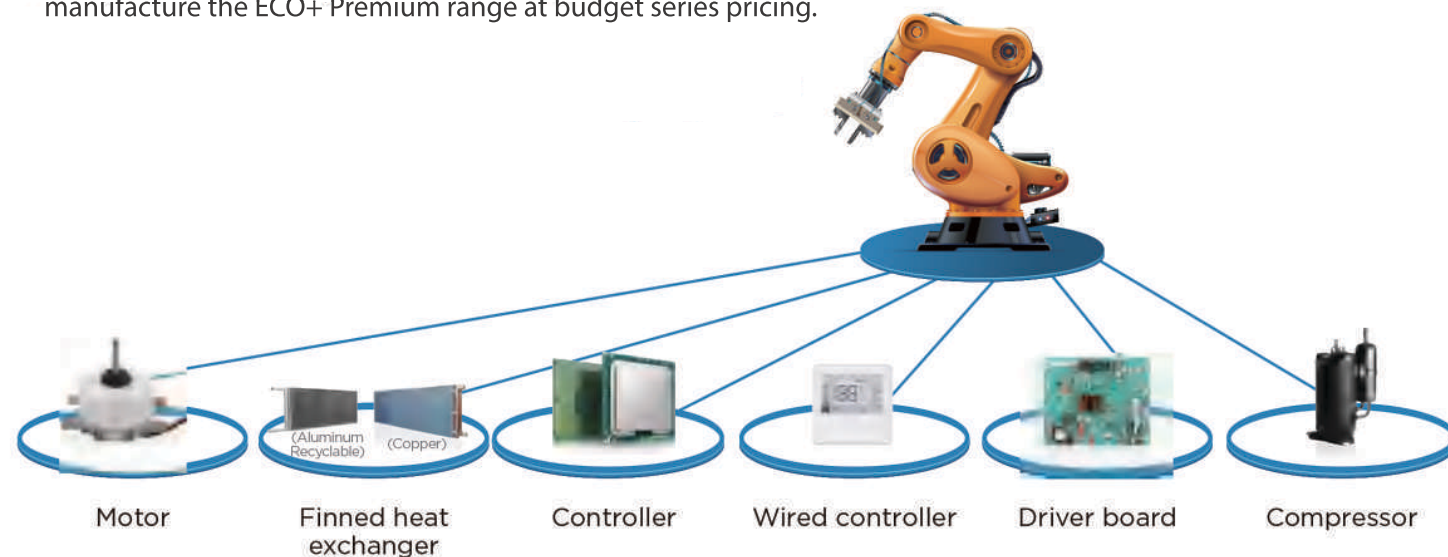 manufacture the ECO+ Premium range at budget series pricing.
(Aluminum
Recyclable)
(Copper)
Motor
Finned heat
exchanger
Controller
Wired controller
Driver board
Compressor